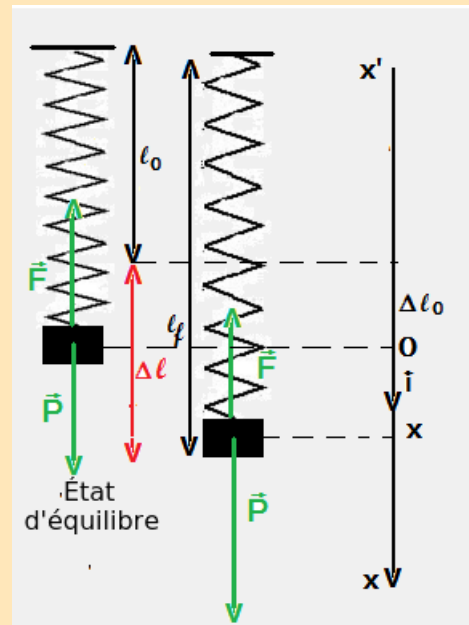 x'
ℓ₀
F⃗
ℓf
Δℓ₀
F⃗
O
Δℓ
i⃗
P⃗
x
État
d'équilibre
P⃗
x